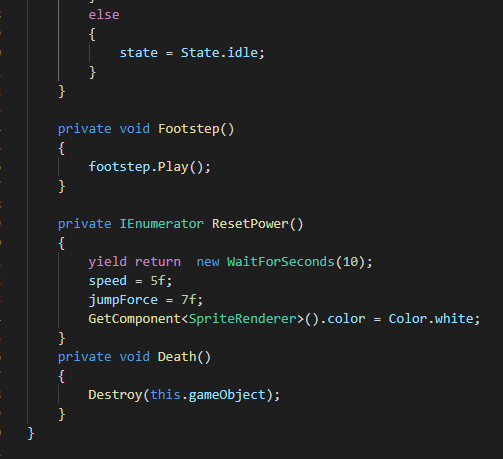 }
else
{
state = State.idle;
}
}
private void Footstep()
{
footstep.Play();
}
private IEnumerator ResetPower()
{
yield return  new WaitForSeconds(10);
speed = 5f;
jumpForce = 7f;
GetComponent<SpriteRenderer>().color = Color.white;
}
private void Death()
{
Destroy(this.gameObject);
}
}